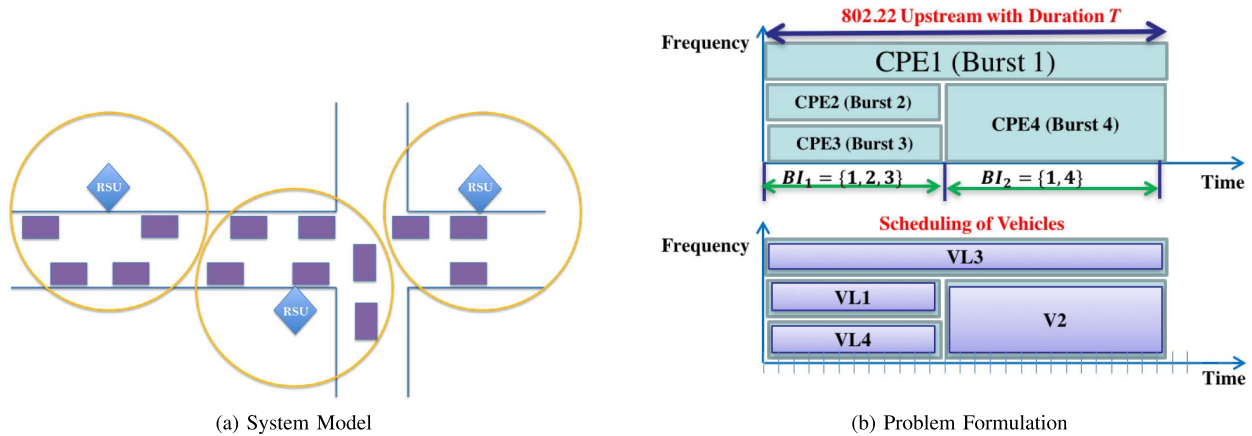 RSU
RSU
RSU
(a) System Model
802.22 Upstream with Duration T
Frequency
CPE1 (Burst 1)
CPE2 (Burst 2)
CPE3 (Burst 3)
CPE4 (Burst 4)
BI₁ = {1, 2, 3}
BI₂ = {1, 4}
Time
Scheduling of Vehicles
Frequency
VL3
VL1
VL4
V2
Time
(b) Problem Formulation